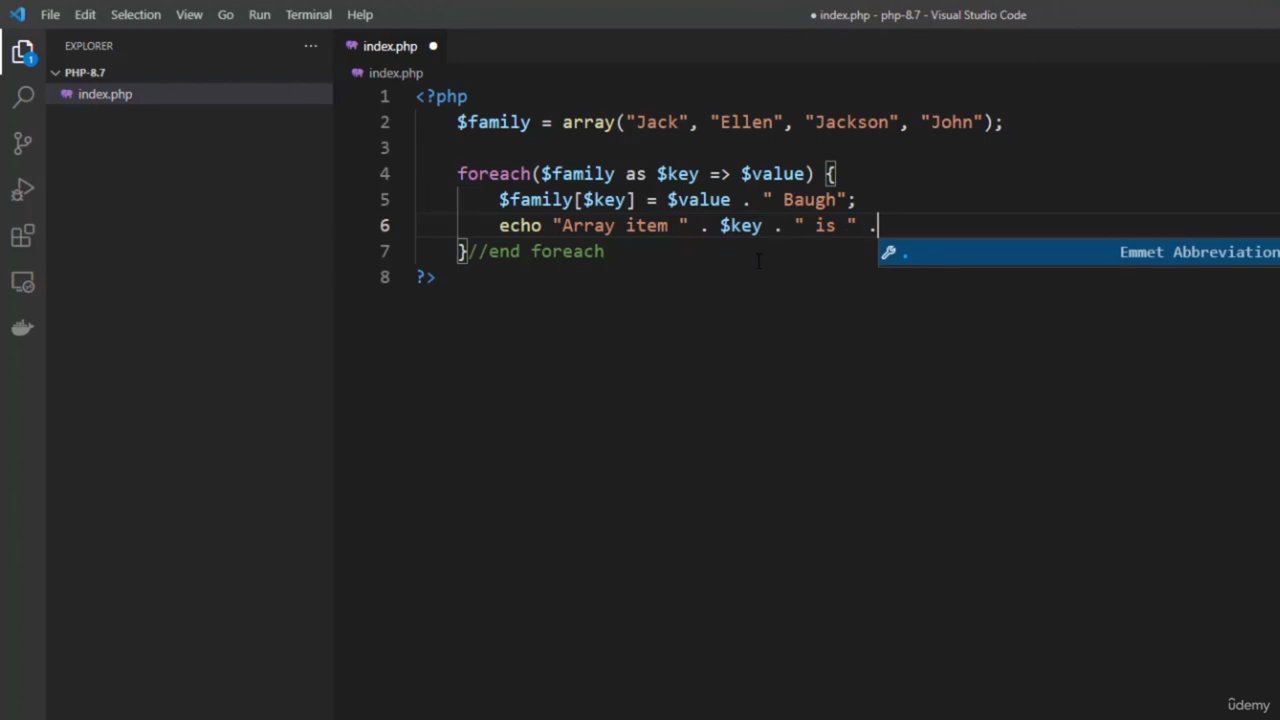 File Edit Selection View Go Run Terminal Help
● index.php - php-8.7 - Visual Studio Code
EXPLORER
···
index.php ●
PHP-8.7
index.php
index.php
1 <?php
2 $family = array("Jack", "Ellen", "Jackson", "John");
3
4 foreach($family as $key => $value) {
5 $family[$key] = $value . " Baugh";
6 echo "Array item " . $key . " is " .
. Emmet Abbreviation
7 }//end foreach
8 ?>
1
ûdemy